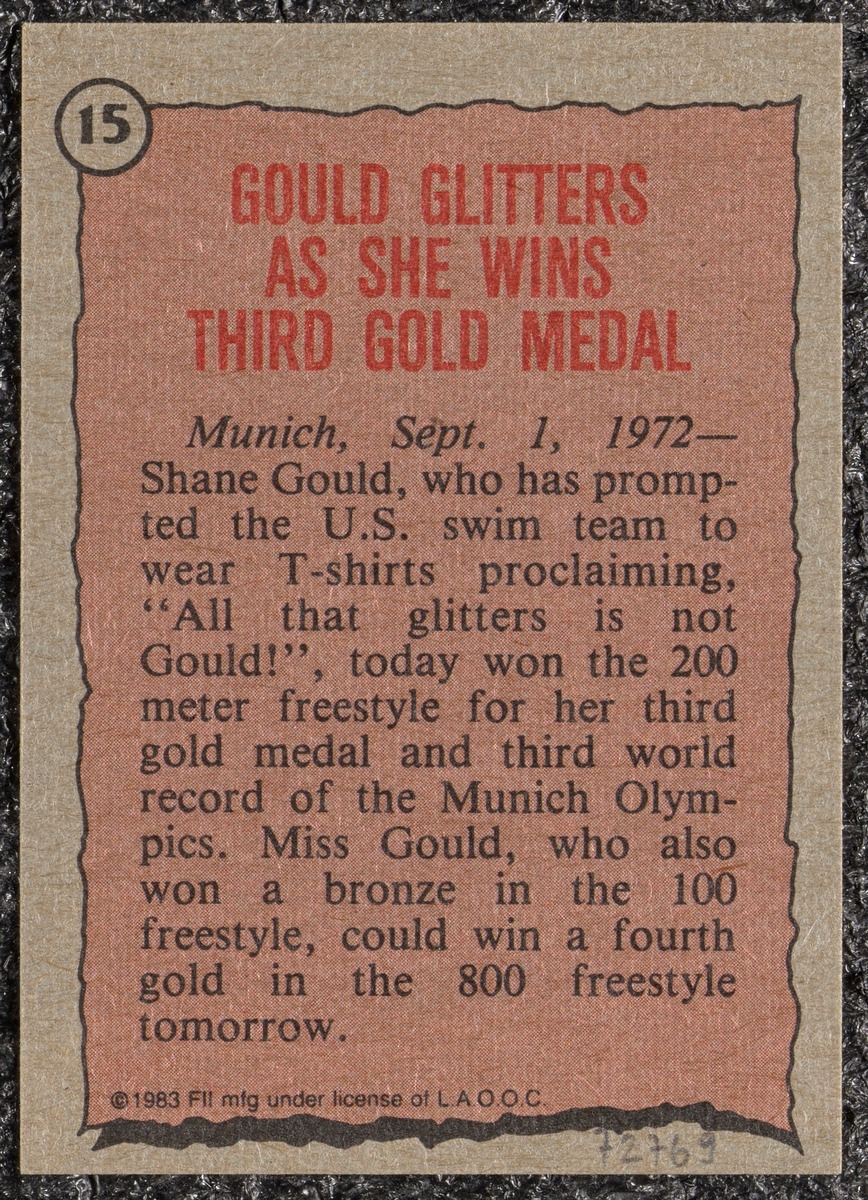 15
GOULD GLITTERS
AS SHE WINS
THIRD GOLD MEDAL
Munich, Sept. 1, 1972—
Shane Gould, who has promp-
ted the U.S. swim team to
wear T-shirts proclaiming,
“All that glitters is not
Gould!”, today won the 200
meter freestyle for her third
gold medal and third world
record of the Munich Olym-
pics. Miss Gould, who also
won a bronze in the 100
freestyle, could win a fourth
gold in the 800 freestyle
tomorrow.
©1983 FII mfg under license of L.A.O.O.C.
72769